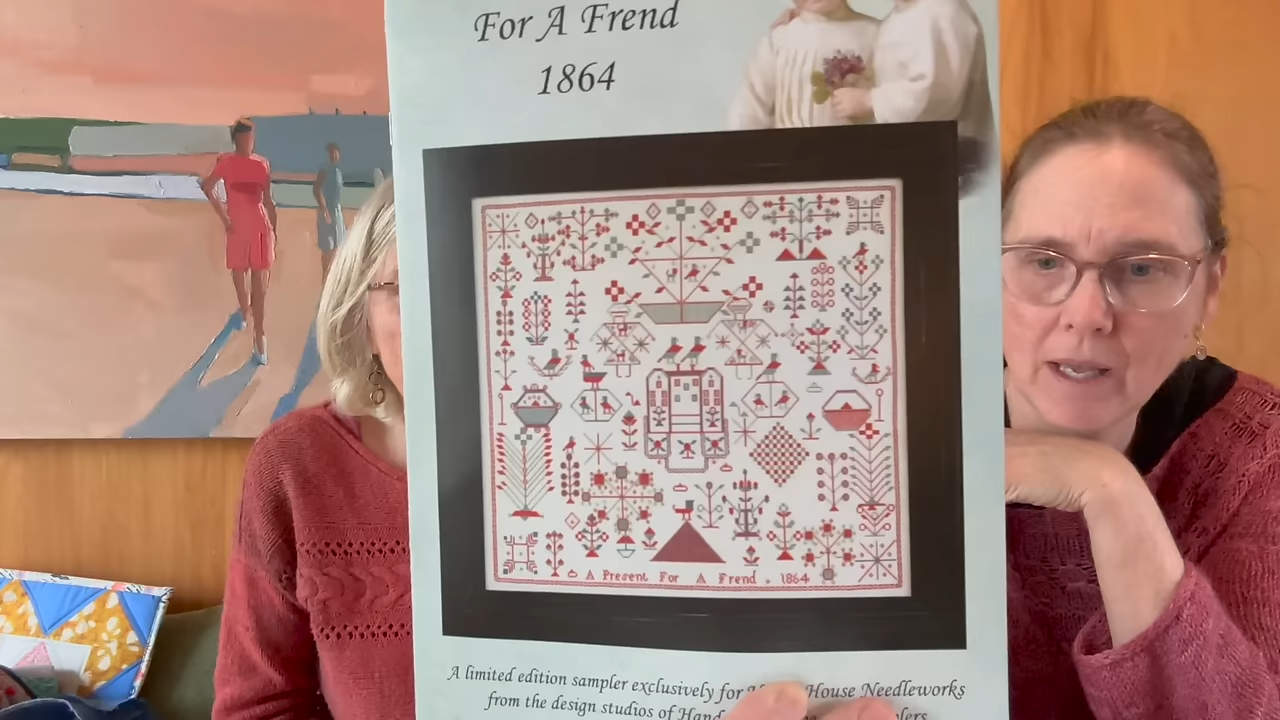 For A Frend
1864
A Present For A Frend . 1864
A limited edition sampler exclusively for House Needleworks
from the design studios of Hand